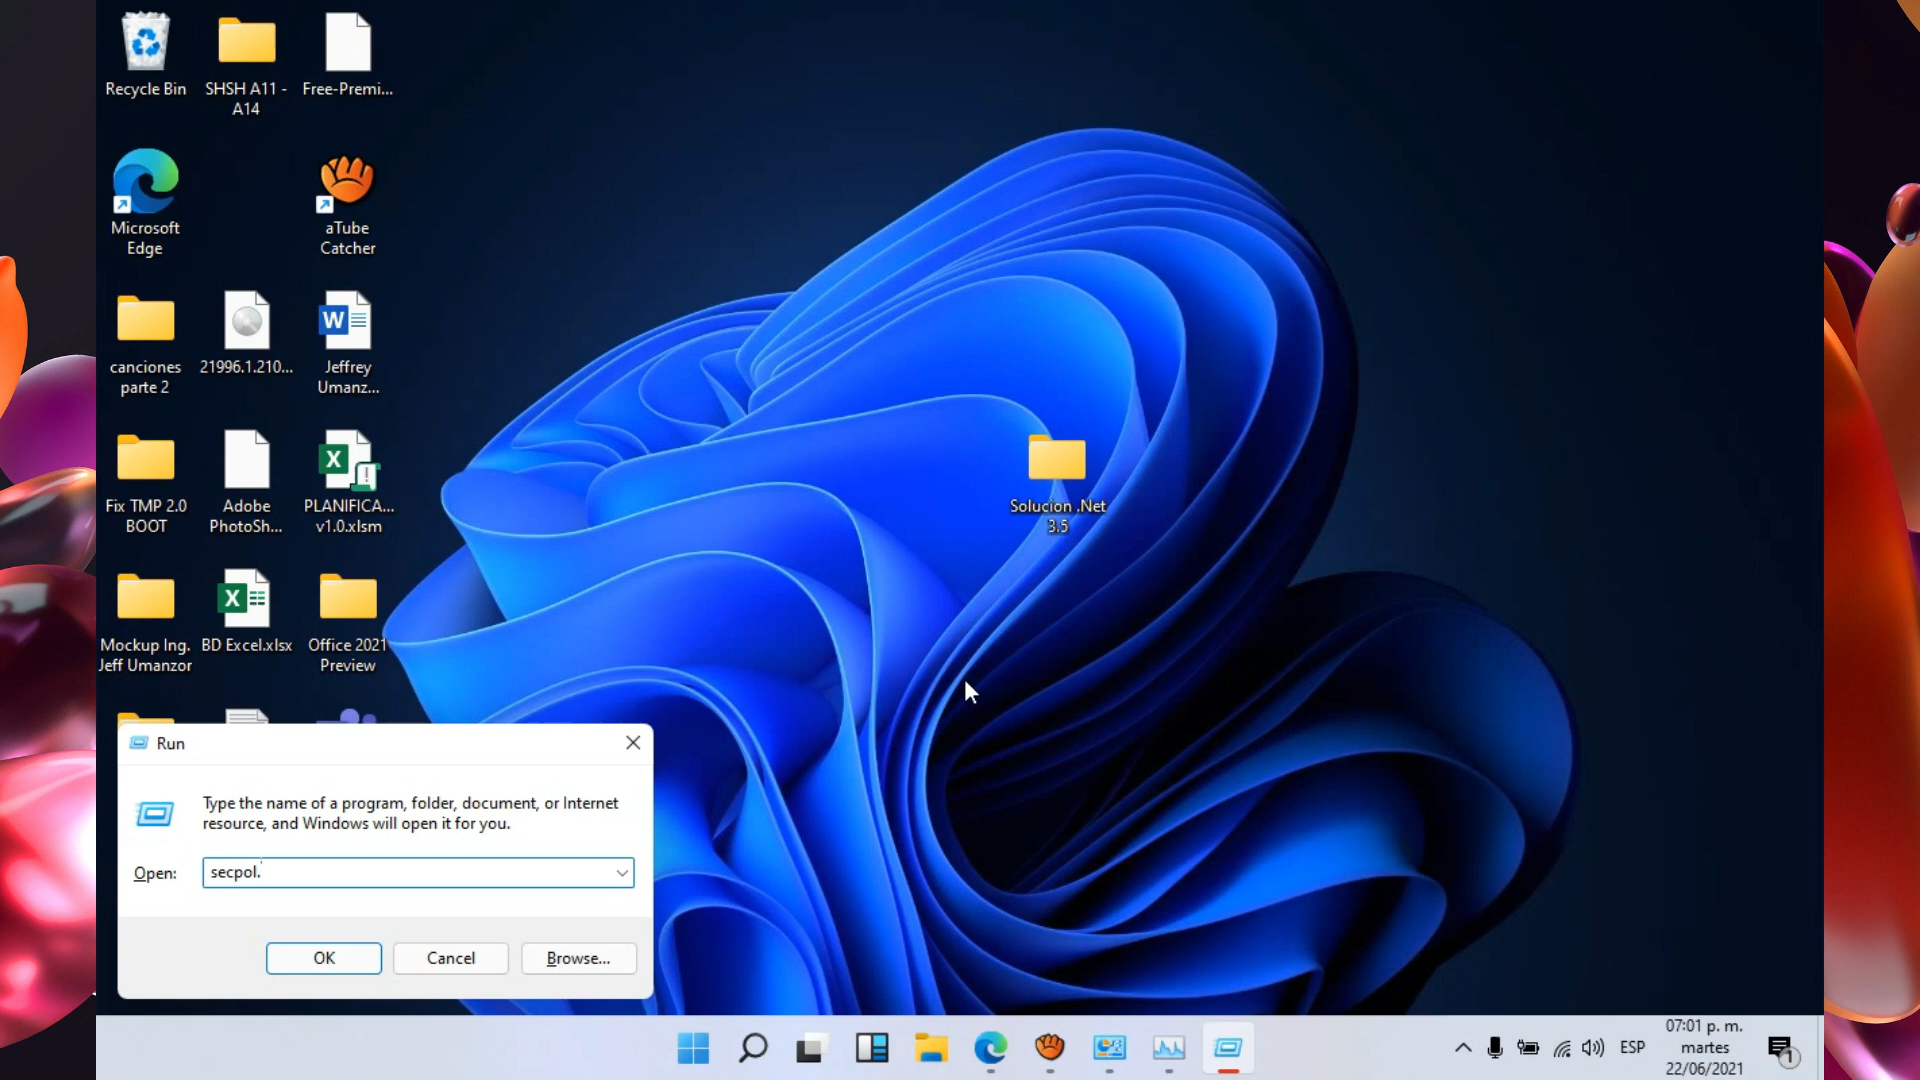 Recycle Bin
SHSH A11 -
A14
Free-Premi...
Microsoft
Edge
aTube
Catcher
canciones
parte 2
21996.1.210...
Jeffrey
Umanz...
Fix TMP 2.0
BOOT
Adobe
PhotoSh...
PLANIFICA...
v1.0.xlsm
Solucion .Net
3.5
Mockup Ing.
Jeff Umanzor
BD Excel.xlsx
Office 2021
Preview
Run
Type the name of a program, folder, document, or Internet
resource, and Windows will open it for you.
Open:
secpol.
OK
Cancel
Browse...
ESP
07:01 p. m.
martes
22/06/2021
1